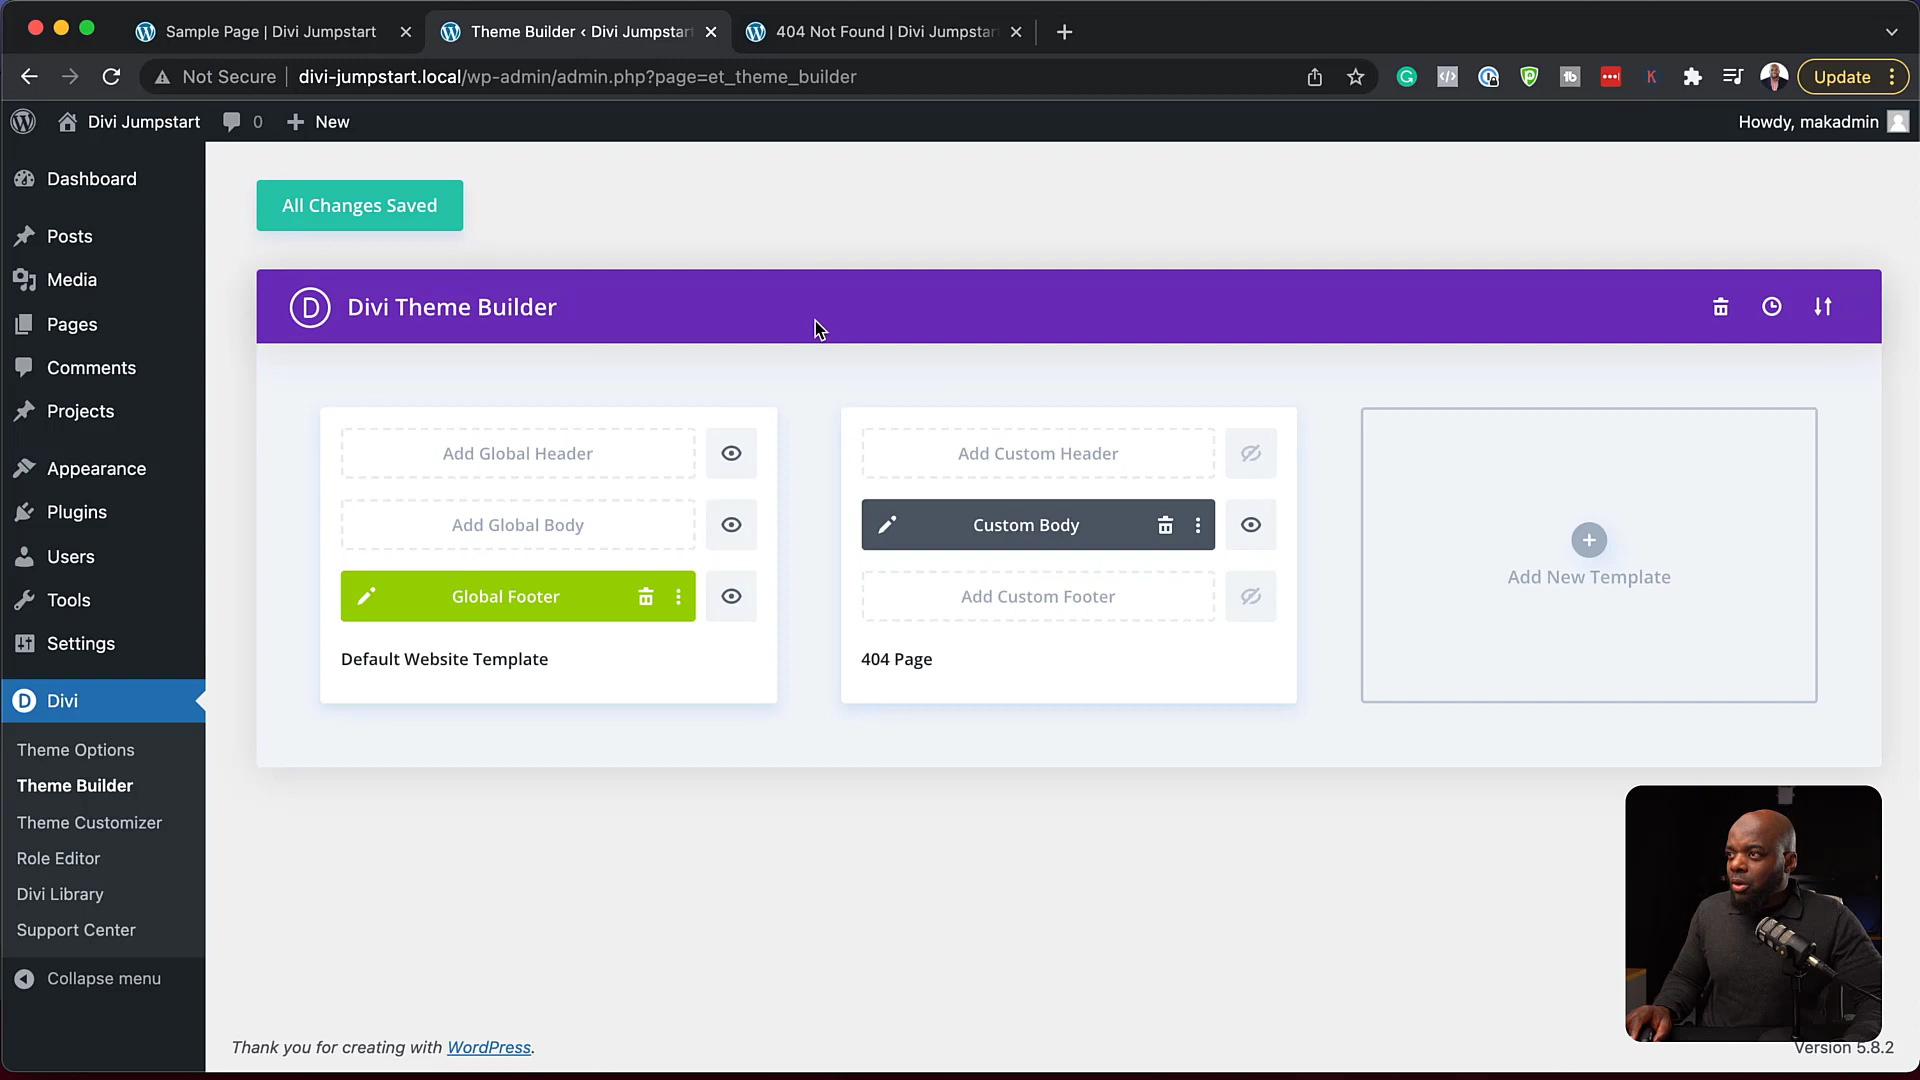 Sample Page | Divi Jumpstart
Theme Builder ‹ Divi Jumpstar
404 Not Found | Divi Jumpstar
Not Secure
divi-jumpstart.local/wp-admin/admin.php?page=et_theme_builder
Update
Divi Jumpstart
0
New
Howdy, makadmin
Dashboard
Posts
Media
Pages
Comments
Projects
Appearance
Plugins
Users
Tools
Settings
Divi
Theme Options
Theme Builder
Theme Customizer
Role Editor
Divi Library
Support Center
Collapse menu
All Changes Saved
D
Divi Theme Builder
Add Global Header
Add Global Body
Global Footer
Default Website Template
Add Custom Header
Custom Body
Add Custom Footer
404 Page
Add New Template
Thank you for creating with WordPress.
Version 5.8.2